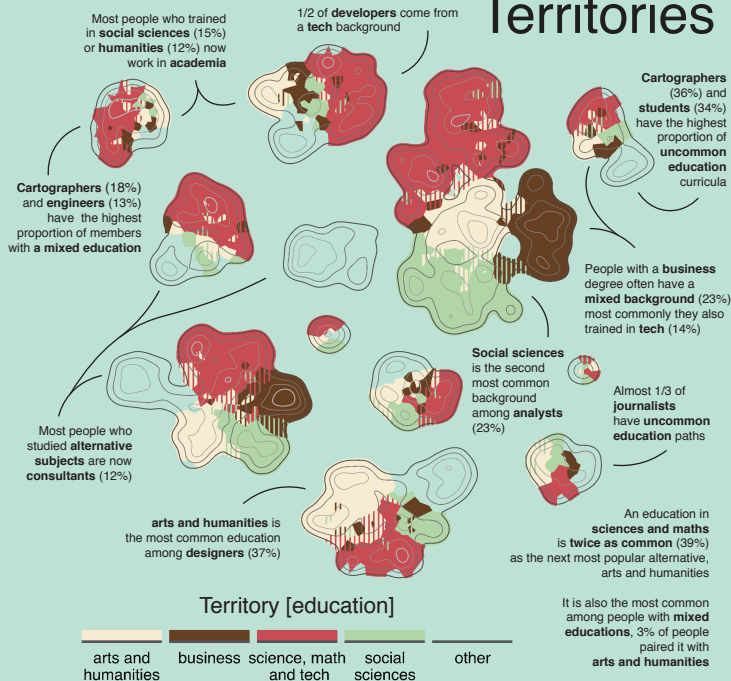 Territories
Most people who trained
in social sciences (15%)
or humanities (12%) now
work in academia
1/2 of developers come from
a tech background
Cartographers
(36%) and
students (34%)
have the highest
proportion of
uncommon
education
curricula
Cartographers (18%)
and engineers (13%)
have the highest
proportion of members
with a mixed education
People with a business
degree often have a
mixed background (23%)
most commonly they also
trained in tech (14%)
Social sciences
is the second
most common
background
among analysts
(23%)
Almost 1/3 of
journalists
have uncommon
education paths
Most people who
studied alternative
subjects are now
consultants (12%)
arts and humanities is
the most common education
among designers (37%)
An education in
sciences and maths
is twice as common (39%)
as the next most popular alternative,
arts and humanities
It is also the most common
among people with mixed
educations, 3% of people
paired it with
arts and humanities
Territory [education]
arts and
humanities
business
science, math
and tech
social
sciences
other